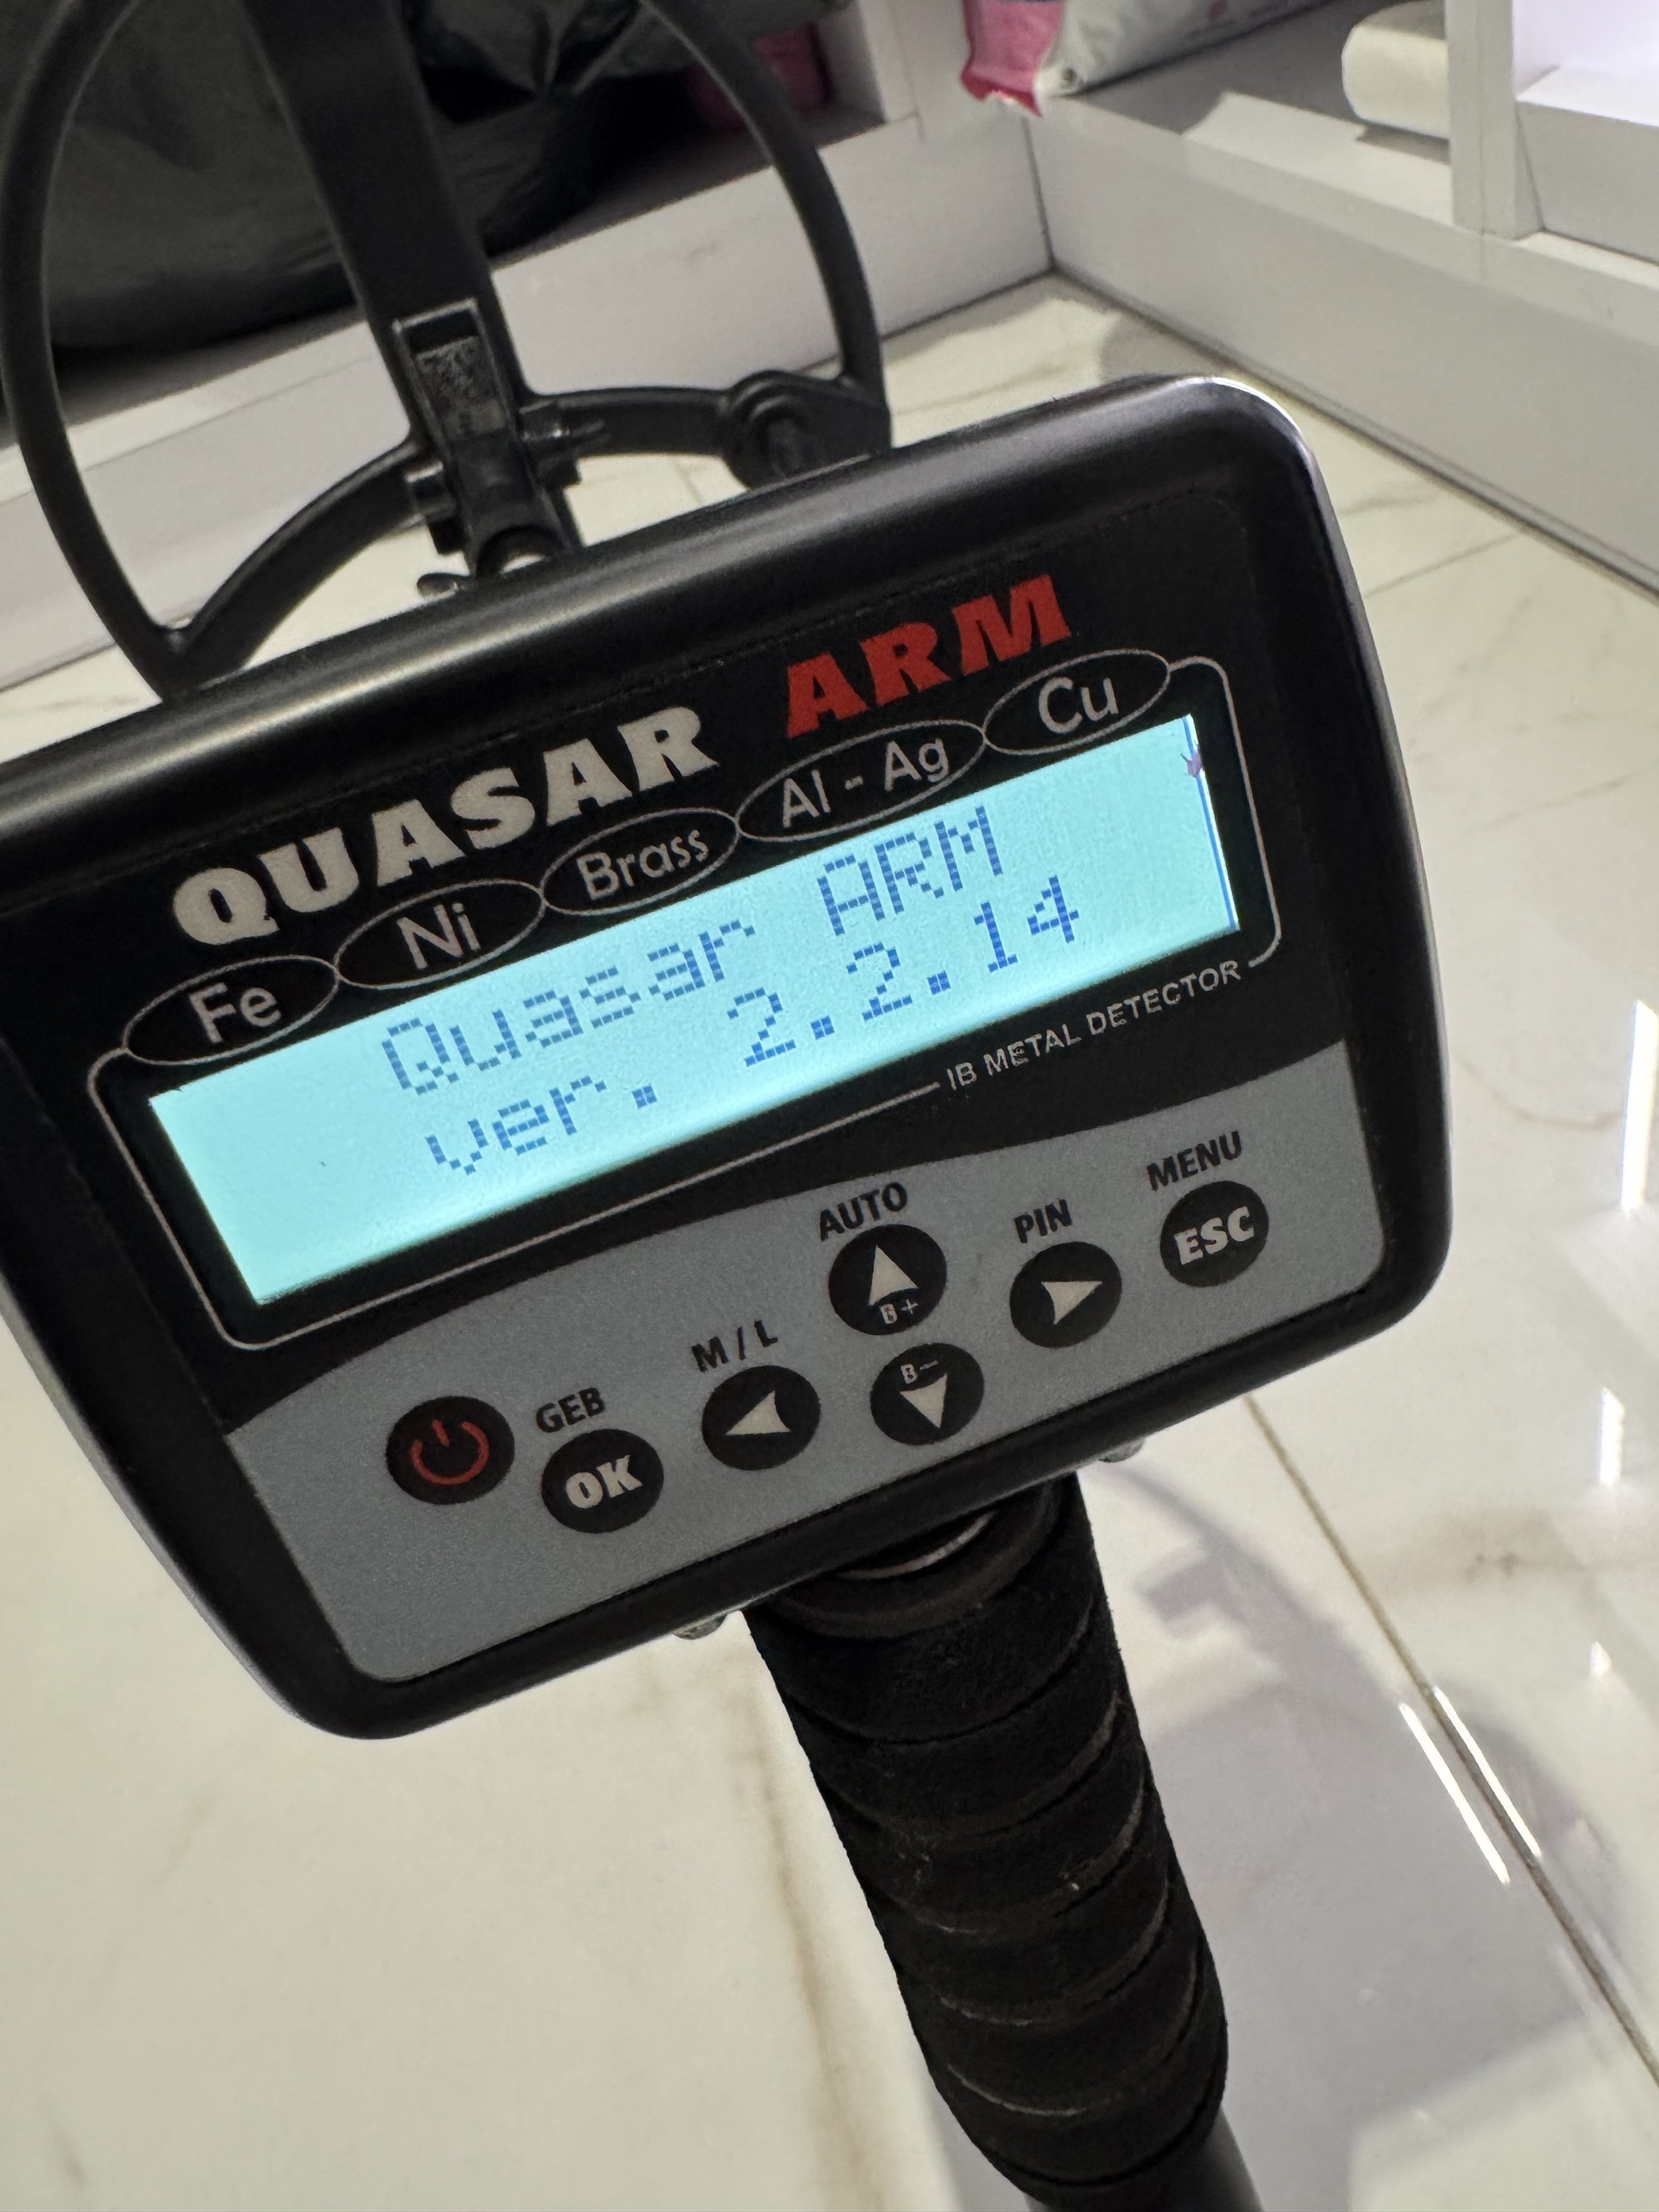 QUASAR ARM
Fe Ni Brass Al - Ag Cu
Quasar ARM
ver. 2.2.14
IB METAL DETECTOR
MENU
ESC
PIN
AUTO
B+
M / L
B-
GEB
OK